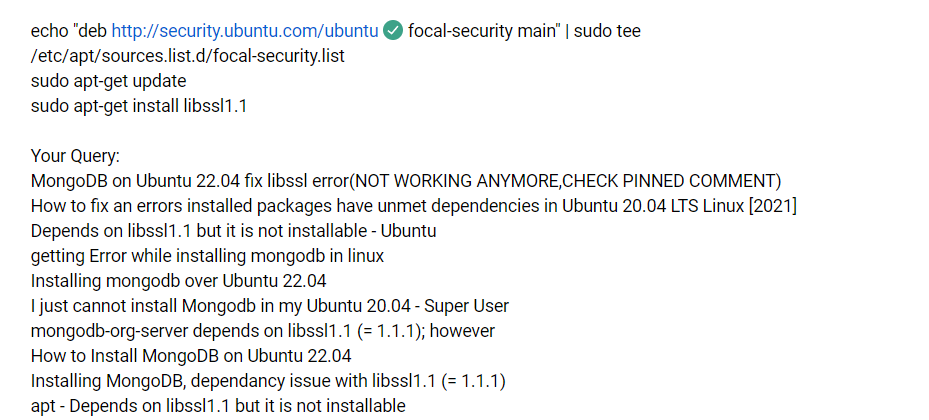 echo "deb http://security.ubuntu.com/ubuntu focal-security main" | sudo tee
/etc/apt/sources.list.d/focal-security.list
sudo apt-get update
sudo apt-get install libssl1.1
Your Query:
MongoDB on Ubuntu 22.04 fix libssl error(NOT WORKING ANYMORE,CHECK PINNED COMMENT)
How to fix an errors installed packages have unmet dependencies in Ubuntu 20.04 LTS Linux [2021]
Depends on libssl1.1 but it is not installable - Ubuntu
getting Error while installing mongodb in linux
Installing mongodb over Ubuntu 22.04
I just cannot install Mongodb in my Ubuntu 20.04 - Super User
mongodb-org-server depends on libssl1.1 (= 1.1.1); however
How to Install MongoDB on Ubuntu 22.04
Installing MongoDB, dependancy issue with libssl1.1 (= 1.1.1)
apt - Depends on libssl1.1 but it is not installable